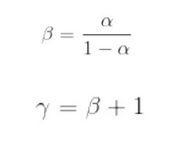 β = α / (1 − α)
γ = β + 1